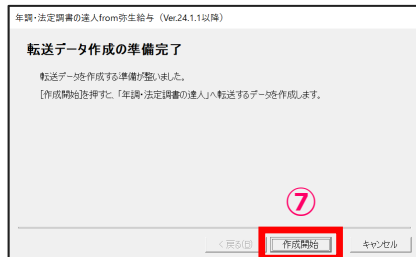 年調・法定調書の達人from弥生給与（Ver.24.1.1以降）
転送データ作成の準備完了
転送データを作成する準備が整いました。
[作成開始]を押すと、「年調・法定調書の達人」へ転送するデータを作成します。
⑦
< 戻る(B) 作成開始 キャンセル